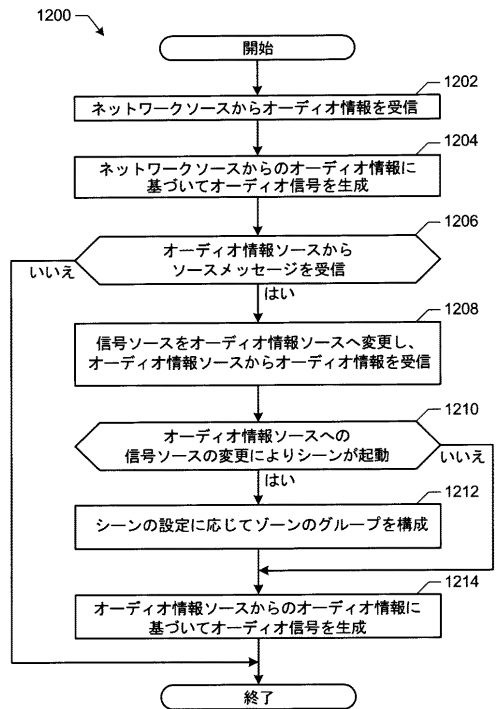 1200
開始
1202
ネットワークソースからオーディオ情報を受信
1204
ネットワークソースからのオーディオ情報に
基づいてオーディオ信号を生成
1206
オーディオ情報ソースから
ソースメッセージを受信
いいえ
はい
1208
信号ソースをオーディオ情報ソースへ変更し、
オーディオ情報ソースからオーディオ情報を受信
1210
オーディオ情報ソースへの
信号ソースの変更によりシーンが起動
いいえ
はい
1212
シーンの設定に応じてゾーンのグループを構成
1214
オーディオ情報ソースからのオーディオ情報に
基づいてオーディオ信号を生成
終了